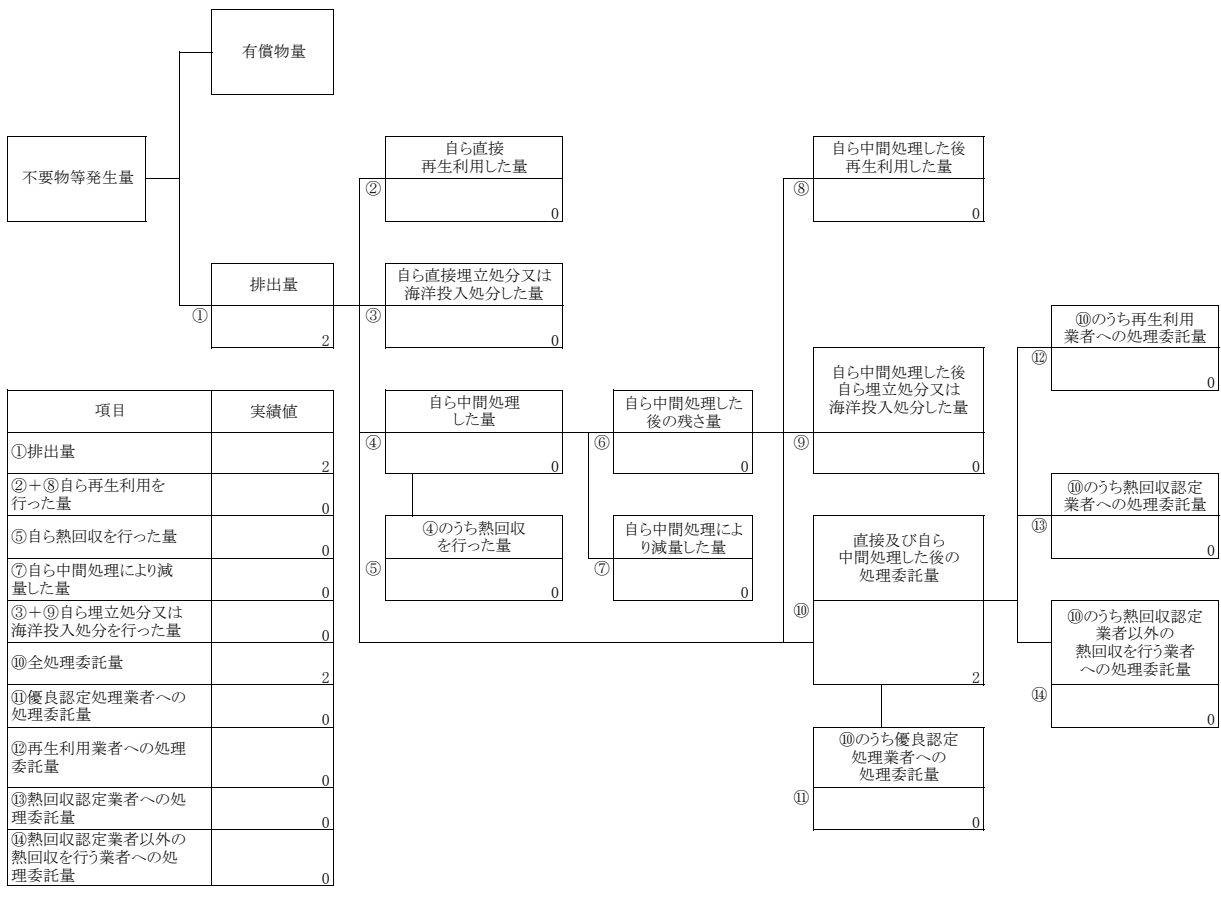 有償物量
不要物等発生量
排出量
①
2
自ら直接
再生利用した量
②
0
自ら直接埋立処分又は
海洋投入処分した量
③
0
自ら中間処理
した量
④
0
④のうち熱回収
を行った量
⑤
0
自ら中間処理した
後の残さ量
⑥
0
自ら中間処理によ
り減量した量
⑦
0
自ら中間処理した後
再生利用した量
⑧
0
自ら中間処理した後
自ら埋立処分又は
海洋投入処分した量
⑨
0
直接及び自ら
中間処理した後の
処理委託量
⑩
2
⑩のうち優良認定
処理業者への
処理委託量
⑪
0
⑩のうち再生利用
業者への処理委託量
⑫
0
⑩のうち熱回収認定
業者への処理委託量
⑬
0
⑩のうち熱回収認定
業者以外の
熱回収を行う業者
への処理委託量
⑭
0
項目 実績値
①排出量
2
②＋⑧自ら再生利用を
行った量
0
⑤自ら熱回収を行った量
0
⑦自ら中間処理により減
量した量
0
③＋⑨自ら埋立処分又は
海洋投入処分を行った量
0
⑩全処理委託量
2
⑪優良認定処理業者への
処理委託量
0
⑫再生利用業者への処理
委託量
0
⑬熱回収認定業者への処
理委託量
0
⑭熱回収認定業者以外の
熱回収を行う業者への処
理委託量
0